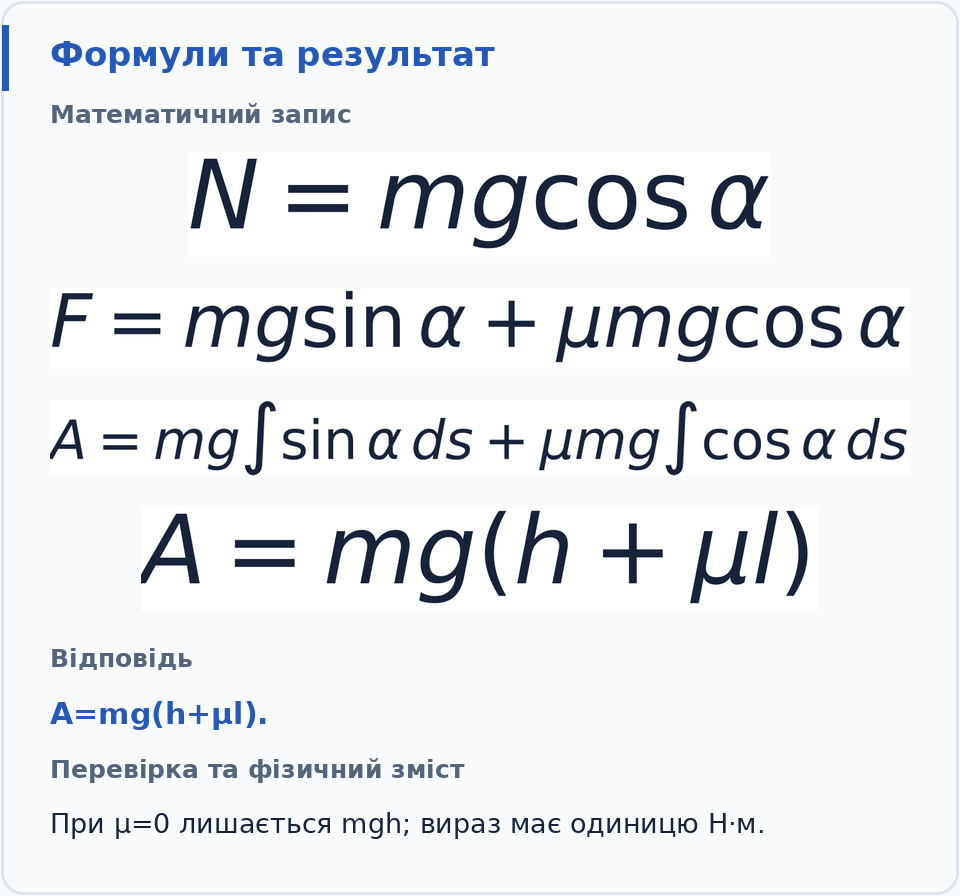 Формули та результат
Математичний запис
N = mg cos α
F = mg sin α + μmg cos α
A = mg∫sin α ds + μmg∫cos α ds
A = mg(h + μl)
Відповідь
A=mg(h+μl).
Перевірка та фізичний зміст
При μ=0 лишається mgh; вираз має одиницю Н·м.